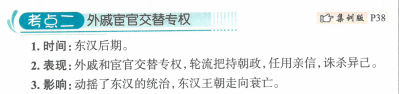 考点二 外戚宦官交替专权 集训版 P38
1. 时间：东汉后期。
2. 表现：外戚和宦官交替专权，轮流把持朝政，任用亲信，诛杀异己。
3. 影响：动摇了东汉的统治，东汉王朝走向衰亡。